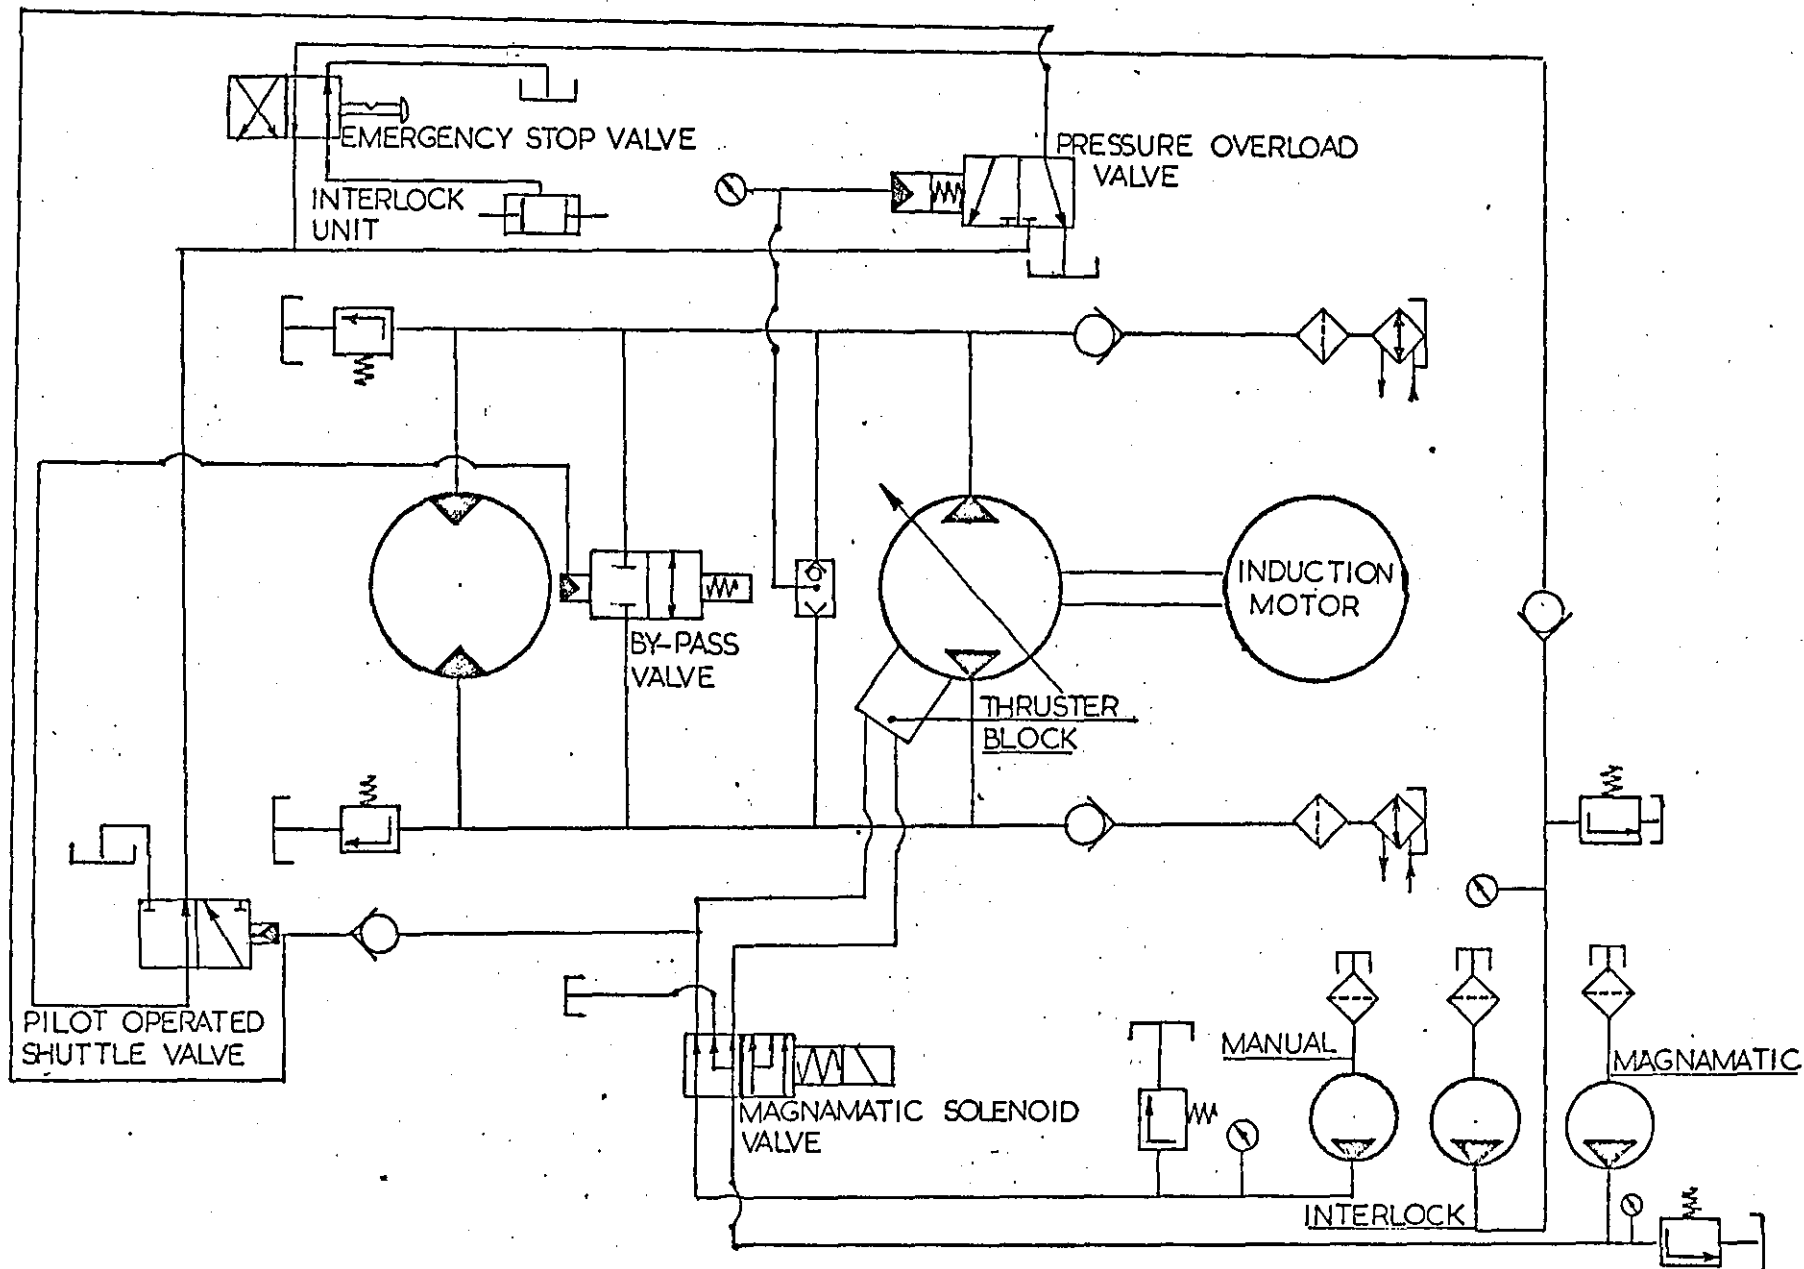 EMERGENCY STOP VALVE
PRESSURE OVERLOAD
VALVE
INTERLOCK
UNIT
INDUCTION
MOTOR
BY-PASS
VALVE
THRUSTER
BLOCK
PILOT OPERATED
SHUTTLE VALVE
MANUAL
MAGNAMATIC
MAGNAMATIC SOLENOID
VALVE
INTERLOCK